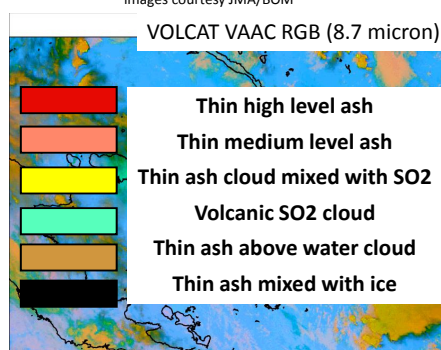 Images courtesy JMA/BOM
VOLCAT VAAC RGB (8.7 micron)
Thin high level ash
Thin medium level ash
Thin ash cloud mixed with SO2
Volcanic SO2 cloud
Thin ash above water cloud
Thin ash mixed with ice